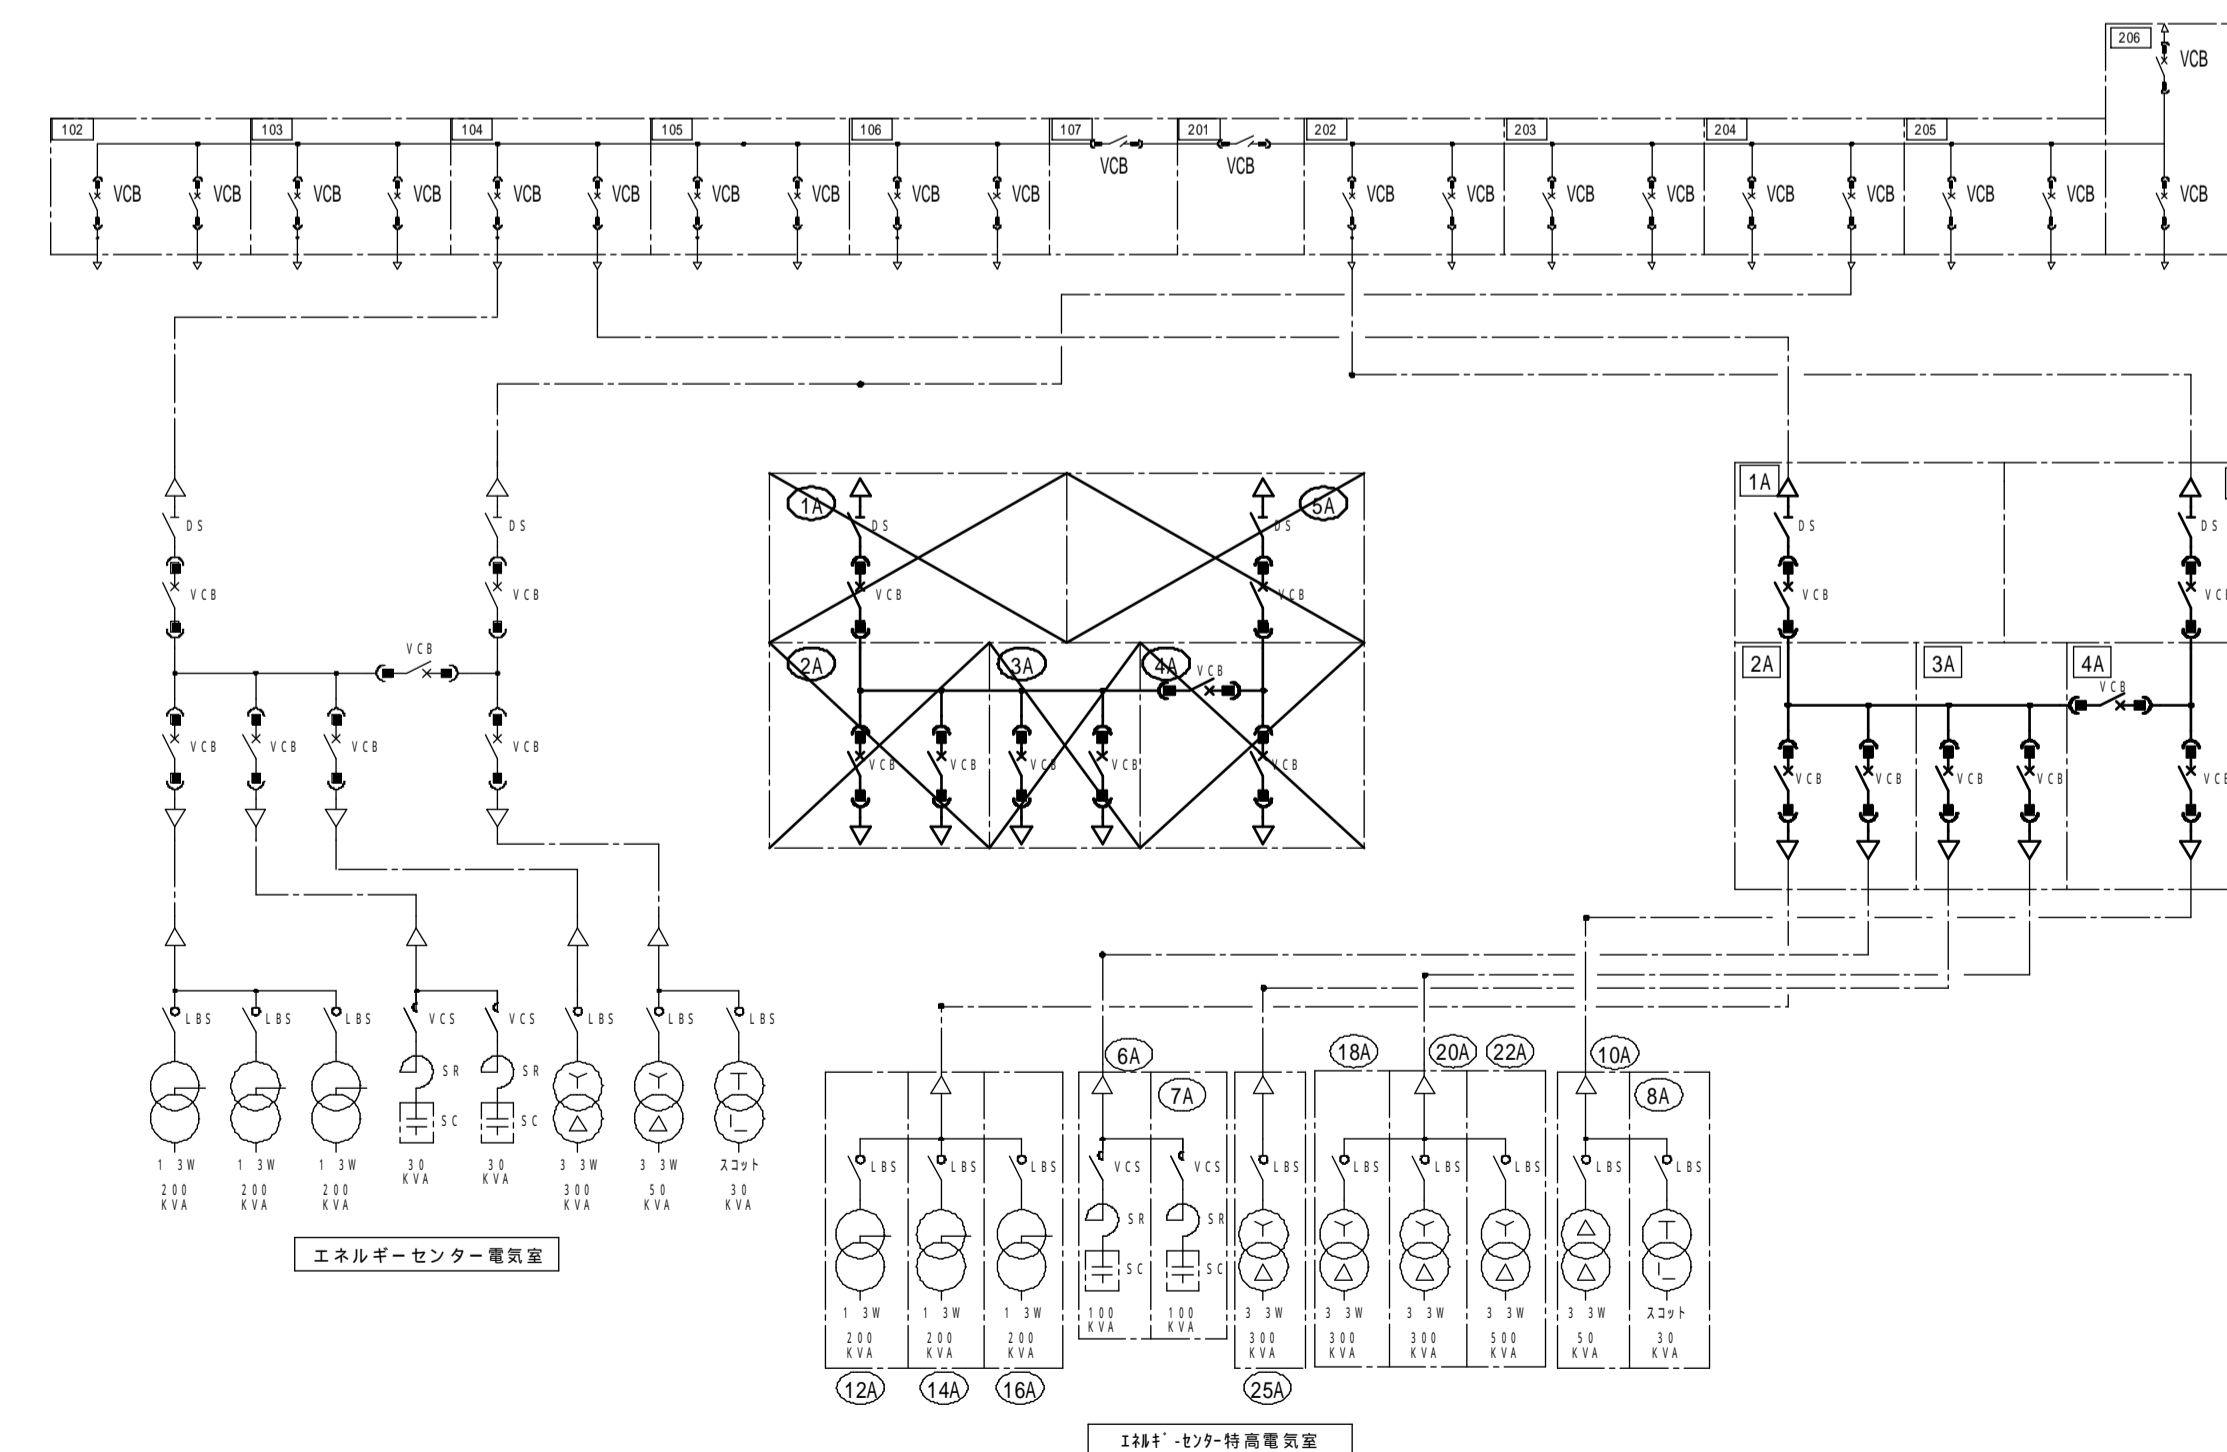 206
VCB
102 103 104 105 106 107 201 202 203 204 205
VCB VCB
VCB VCB VCB VCB VCB VCB VCB VCB VCB VCB VCB VCB VCB VCB VCB VCB VCB VCB VCB
1A 5A 1A
DS DS DS DS DS DS
VCB VCB VCB VCB VCB
VCB
2A 3A 4A VCB 2A 3A 4A
VCB
VCB VCB VCB VCB
VCB VCB VCB VCB VCB VCB VCB VCB VCB
LBS LBS LBS VCS VCS LBS LBS LBS
6A 18A 20A 22A 10A
SR SR
7A 8A
SC SC
1 3W 1 3W 1 3W 30 KVA 30 KVA 3 3W 3 3W スコット
200 KVA 200 KVA 200 KVA 300 KVA 50 KVA 30 KVA
LBS LBS LBS VCS VCS LBS LBS LBS LBS LBS LBS
SR SR
エネルギーセンター電気室
SC SC
1 3W 1 3W 1 3W 100 KVA 100 KVA 3 3W 3 3W 3 3W 3 3W 3 3W スコット
200 KVA 200 KVA 200 KVA 300 KVA 300 KVA 300 KVA 500 KVA 50 KVA 30 KVA
12A 14A 16A 25A
エネルギ-センター特高電気室